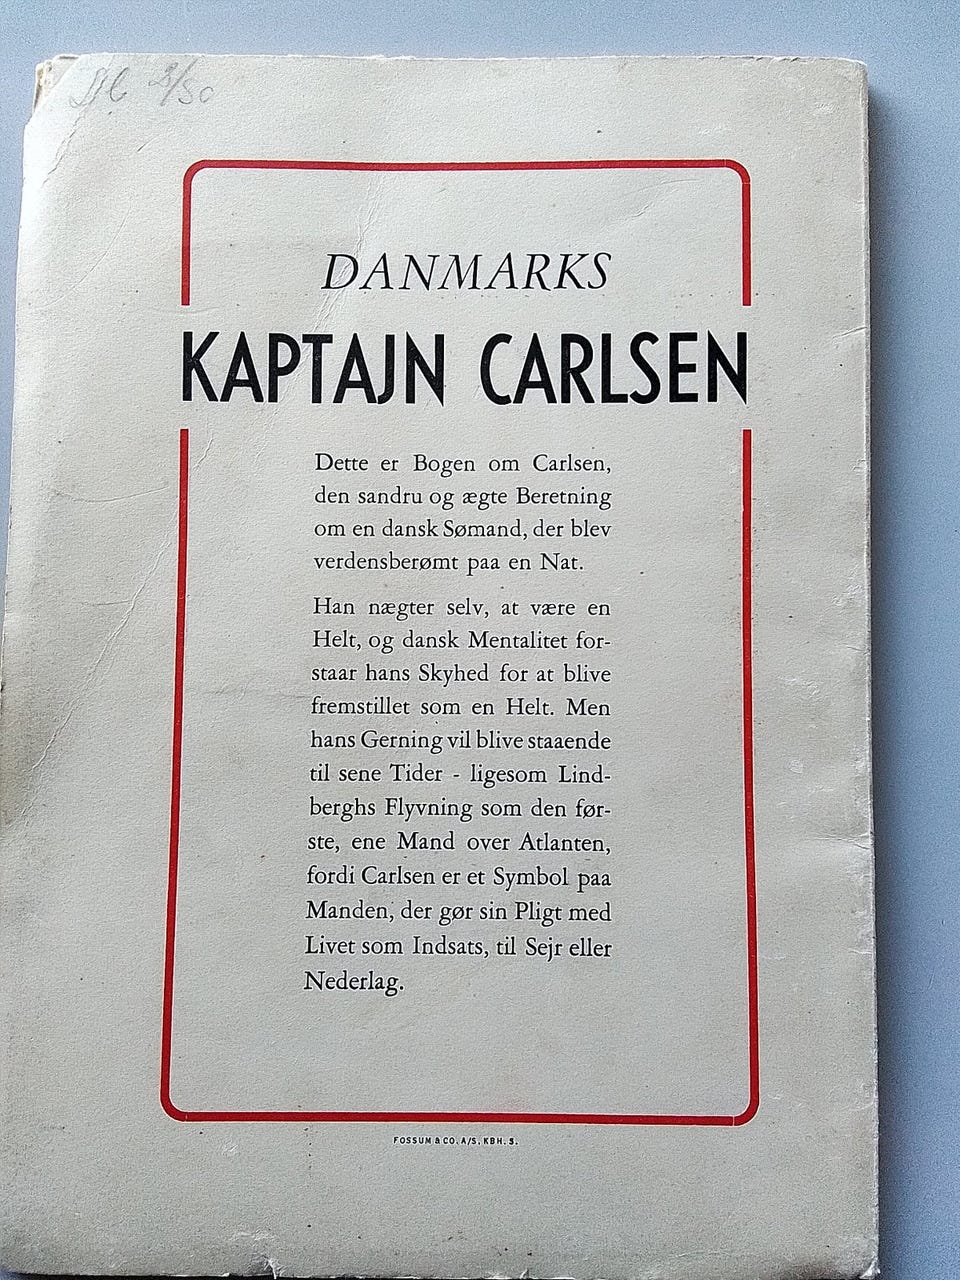 3/50
DANMARKS
KAPTAJN CARLSEN
Dette er Bogen om Carlsen,
den sandru og ægte Beretning
om en dansk Sømand, der blev
verdensberømt paa en Nat.
Han nægter selv, at være en
Helt, og dansk Mentalitet for-
staar hans Skyhed for at blive
fremstillet som en Helt. Men
hans Gerning vil blive staaende
til sene Tider - ligesom Lind-
berghs Flyvning som den før-
ste, ene Mand over Atlanten,
fordi Carlsen er et Symbol paa
Manden, der gør sin Pligt med
Livet som Indsats, til Sejr eller
Nederlag.
FOSSUM & CO. A/S. KBH. S.